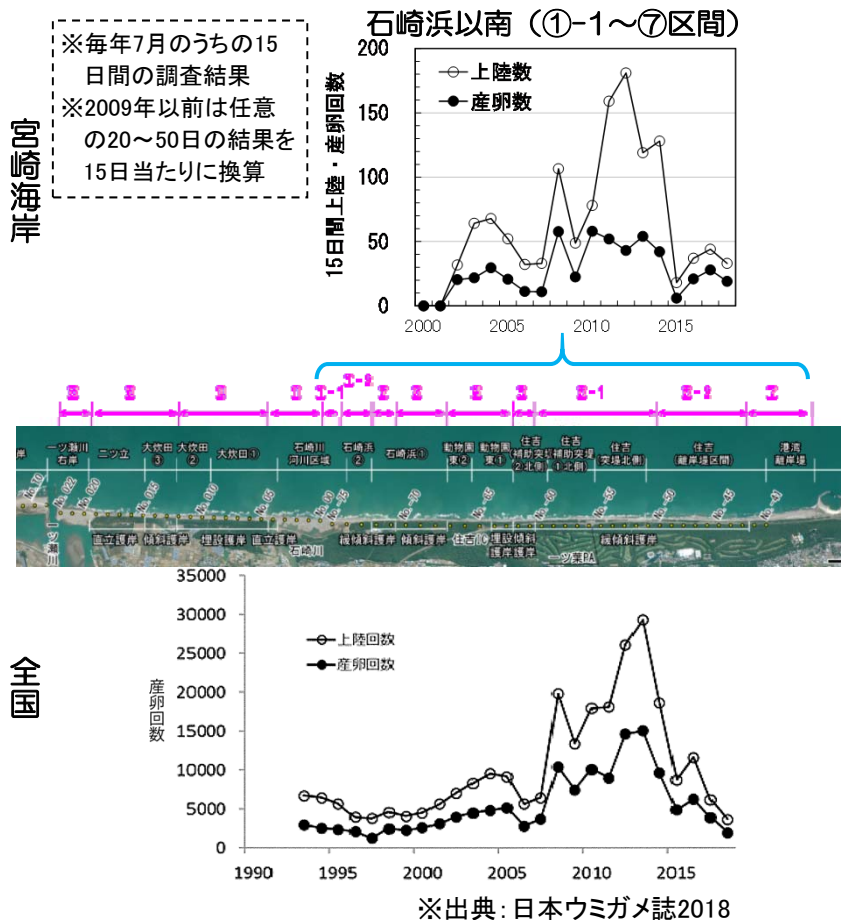 石崎浜以南（①-1～⑦区間）
※毎年7月のうちの15
日間の調査結果
※2009年以前は任意
の20～50日の結果を
15日当たりに換算
宮崎海岸
15日間上陸・産卵回数
200
150
100
50
0
上陸数
産卵数
2000
2005
2010
2015
一ツ瀬川
右岸
二ツ立
大炊田
③
大炊田
②
大炊田①
石崎川
河川区域
石崎浜
②
石崎浜①
動物園
東②
動物園
東①
住吉
補助突堤
2北側
住吉
補助突堤
1北側
住吉
(突堤北側)
住吉
(離岸堤区間)
港湾
離岸堤
一ツ瀬川
直立護岸
傾斜護岸
埋設護岸
直立護岸
石崎川
緩傾斜護岸
傾斜護岸
住吉IC
埋設傾斜
護岸護岸
一ツ葉PA
緩傾斜護岸
全国
産卵回数
35000
30000
25000
20000
15000
10000
5000
0
上陸回数
産卵回数
1990
1995
2000
2005
2010
2015
※出典：日本ウミガメ誌2018